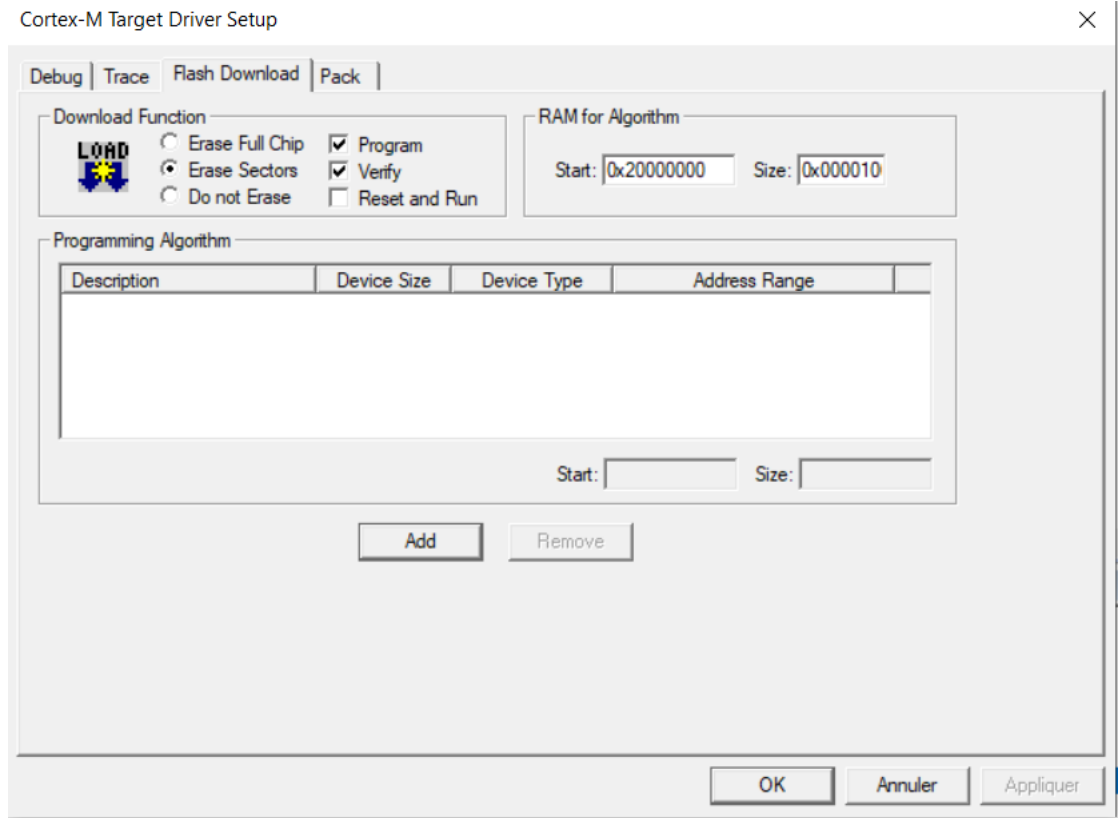 Cortex-M Target Driver Setup
Debug Trace Flash Download Pack
Download Function
LOAD
Erase Full Chip
Erase Sectors
Do not Erase
Program
Verify
Reset and Run
RAM for Algorithm
Start: 0x20000000 Size: 0x000010
Programming Algorithm
Description Device Size Device Type Address Range
Start: Size:
Add Remove
OK Annuler Appliquer